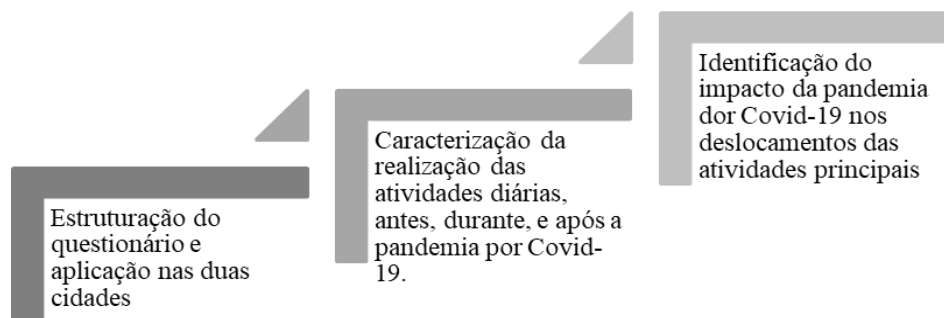 Estruturação do
questionário e
aplicação nas duas
cidades
Caracterização da
realização das
atividades diárias,
antes, durante, e após a
pandemia por Covid-
19.
Identificação do
impacto da pandemia
dor Covid-19 nos
deslocamentos das
atividades principais